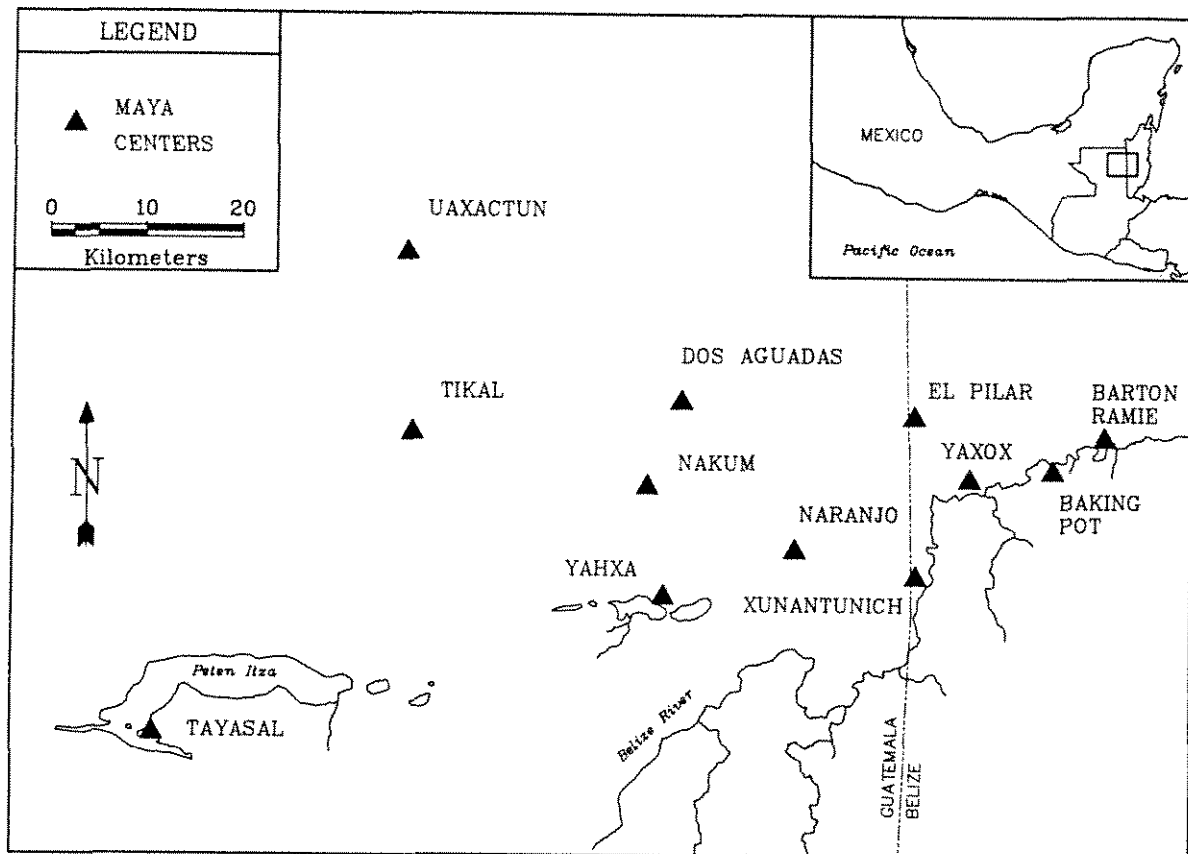 LEGEND
MAYA
CENTERS
0 10 20
Kilometers
MEXICO
Pacific Ocean
UAXACTUN
DOS AGUADAS
TIKAL
EL PILAR
BARTON
RAMIE
N
NAKUM
YAXOX
BAKING
POT
NARANJO
YAHXA
XUNANTUNICH
Peten Itza
TAYASAL
Belize River
GUATEMALA
BELIZE